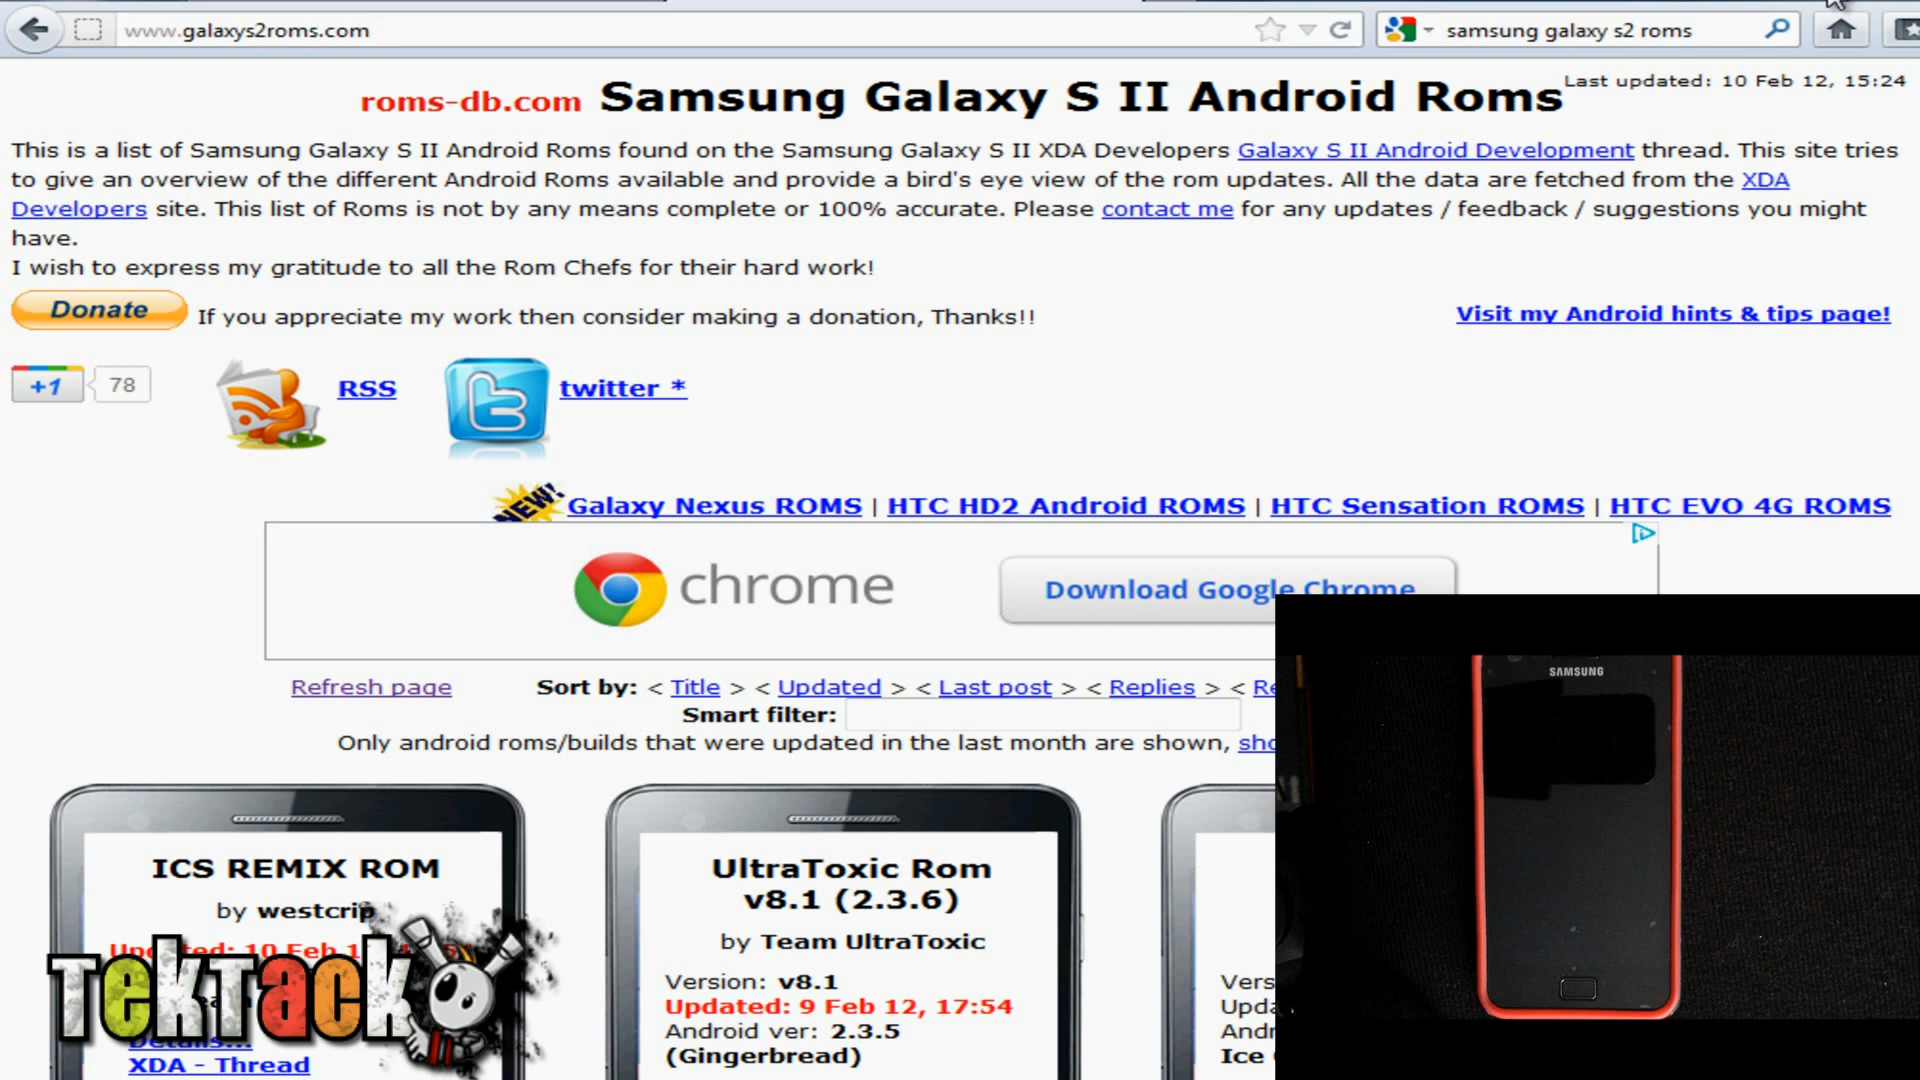 www.galaxys2roms.com
samsung galaxy s2 roms
roms-db.com Samsung Galaxy S II Android Roms
Last updated: 10 Feb 12, 15:24
This is a list of Samsung Galaxy S II Android Roms found on the Samsung Galaxy S II XDA Developers Galaxy S II Android Development thread. This site tries
to give an overview of the different Android Roms available and provide a bird's eye view of the rom updates. All the data are fetched from the XDA
Developers site. This list of Roms is not by any means complete or 100% accurate. Please contact me for any updates / feedback / suggestions you might
have.
I wish to express my gratitude to all the Rom Chefs for their hard work!
Donate If you appreciate my work then consider making a donation, Thanks!!
Visit my Android hints & tips page!
+1 78
RSS
twitter *
NEW! Galaxy Nexus ROMS | HTC HD2 Android ROMS | HTC Sensation ROMS | HTC EVO 4G ROMS
chrome
Download Google Chrome
Refresh page
Sort by: < Title > < Updated > < Last post > < Replies > < Re
Smart filter:
Only android roms/builds that were updated in the last month are shown, sho
SAMSUNG
ICS REMIX ROM
by westcrip
Updated: 10 Feb 1
Details...
XDA - Thread
TekTack
UltraToxic Rom
v8.1 (2.3.6)
by Team UltraToxic
Version: v8.1
Updated: 9 Feb 12, 17:54
Android ver: 2.3.5
(Gingerbread)
Vers
Upda
Andr
Ice